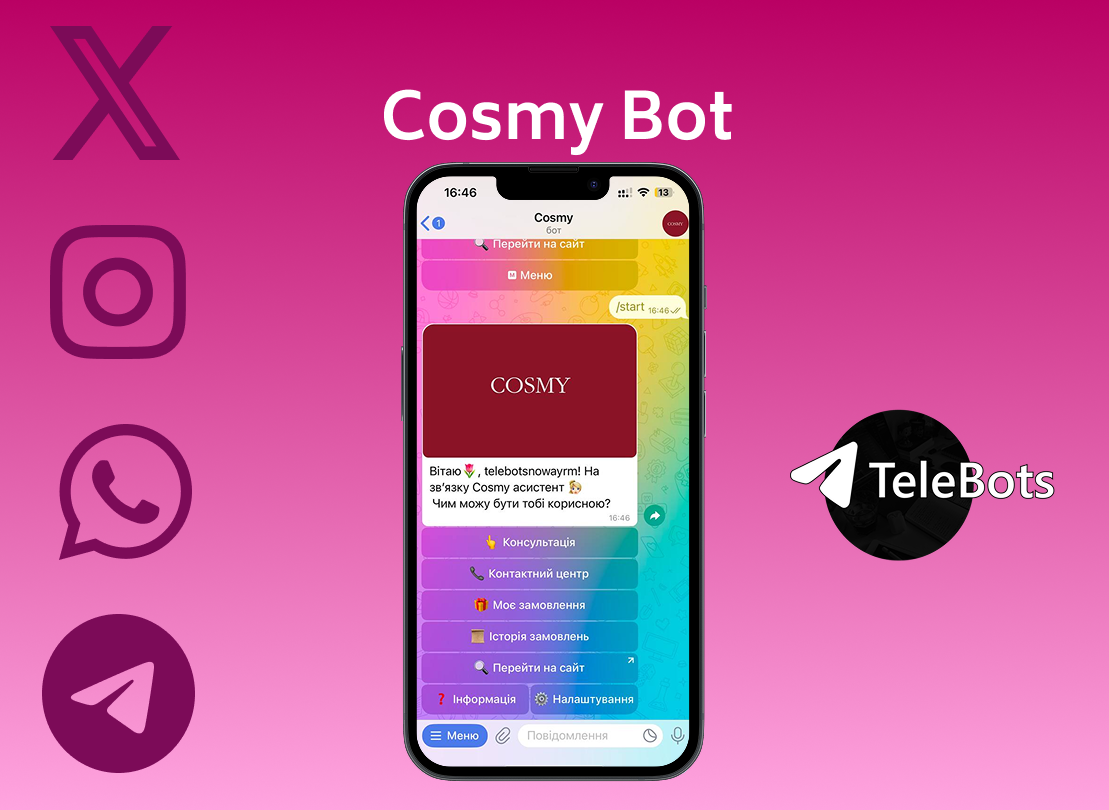 Cosmy Bot
16:46
13
1
Cosmy
бот
COSMY
🔍 Перейти на сайт
M Меню
/start 16:46
COSMY
Вітаю🌷, telebotsnowayrm! На
зв’язку Cosmy асистент 👩🏼
Чим можу бути тобі корисною?
16:46
👆 Консультація
📞 Контактний центр
🎁 Моє замовлення
Історія замовлень
🔍 Перейти на сайт
❓ Інформація
⚙️ Налаштування
Меню
Повідомлення
TeleBots